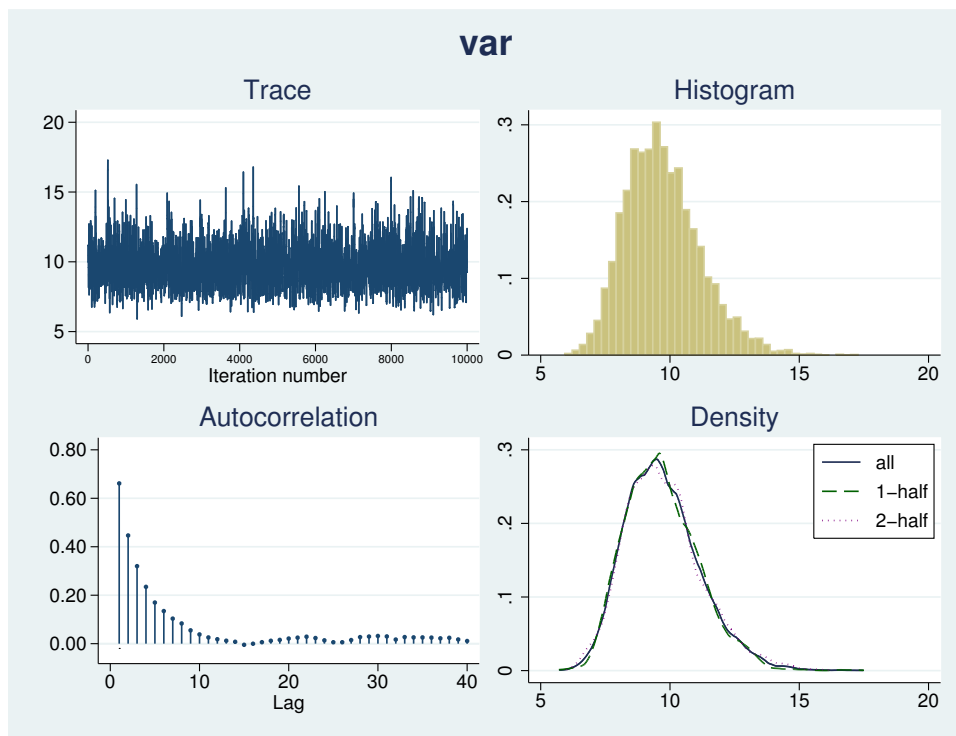 var
Trace
20
15
10
5
0 2000 4000 6000 8000 10000
Iteration number
Histogram
.3
.2
.1
0
5 10 15 20
Autocorrelation
0.80
0.60
0.40
0.20
0.00
0 10 20 30 40
Lag
Density
.3
.2
.1
0
5 10 15 20
all
1−half
2−half